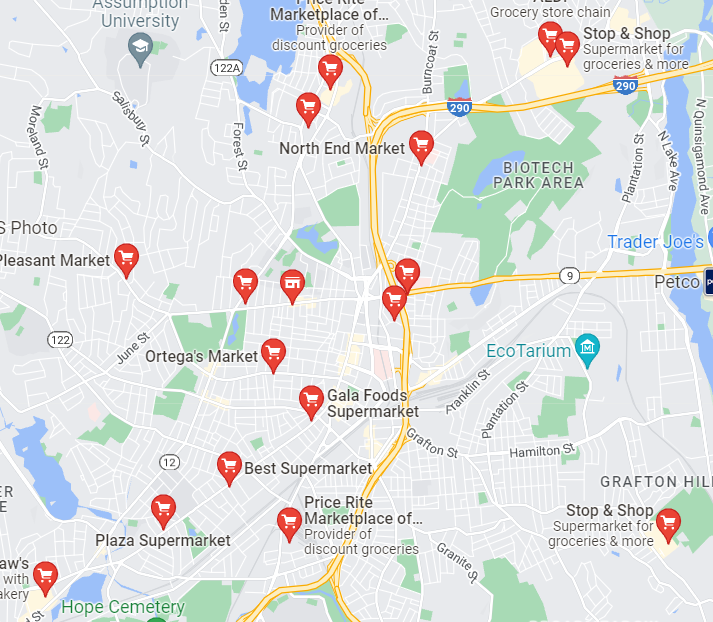 Assumption
University
Price Rite
Marketplace of...
Provider of
discount groceries
Grocery store chain
Stop & Shop
Supermarket for
groceries & more
122A
290
290
Burncoat St
Salisbury St
Forest St
Moreland St
North End Market
BIOTECH
PARK AREA
Plantation St
N Lake Ave
N Quinsigamond Ave
S Photo
Pleasant Market
Trader Joe's
9
Petco
122
June St
Ortega's Market
EcoTarium
Gala Foods
Supermarket
Franklin St
Plantation St
Grafton St
Hamilton St
12
Best Supermarket
GRAFTON HILL
Price Rite
Marketplace of...
Provider of
discount groceries
Stop & Shop
Supermarket for
groceries & more
Plaza Supermarket
Granite St
aw's
with
akery
Hope Cemetery